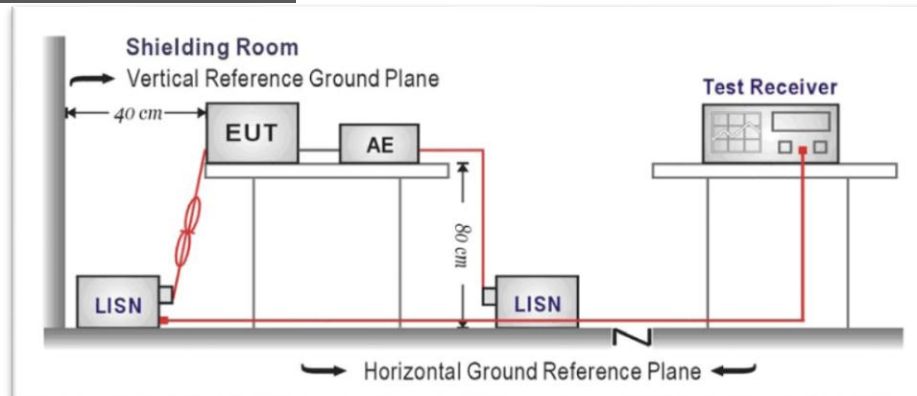 Shielding Room
Vertical Reference Ground Plane
Test Receiver
40 cm
EUT
AE
80 cm
LISN
LISN
Horizontal Ground Reference Plane